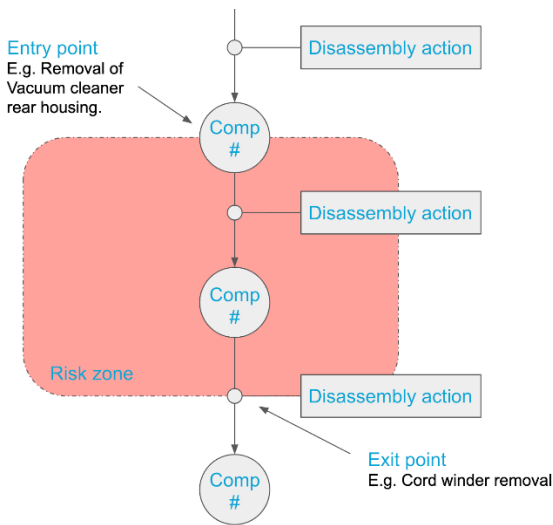 Disassembly action
Entry point
E.g. Removal of
Vacuum cleaner
rear housing.
Comp
#
Disassembly action
Comp
#
Risk zone
Disassembly action
Exit point
E.g. Cord winder removal
Comp
#